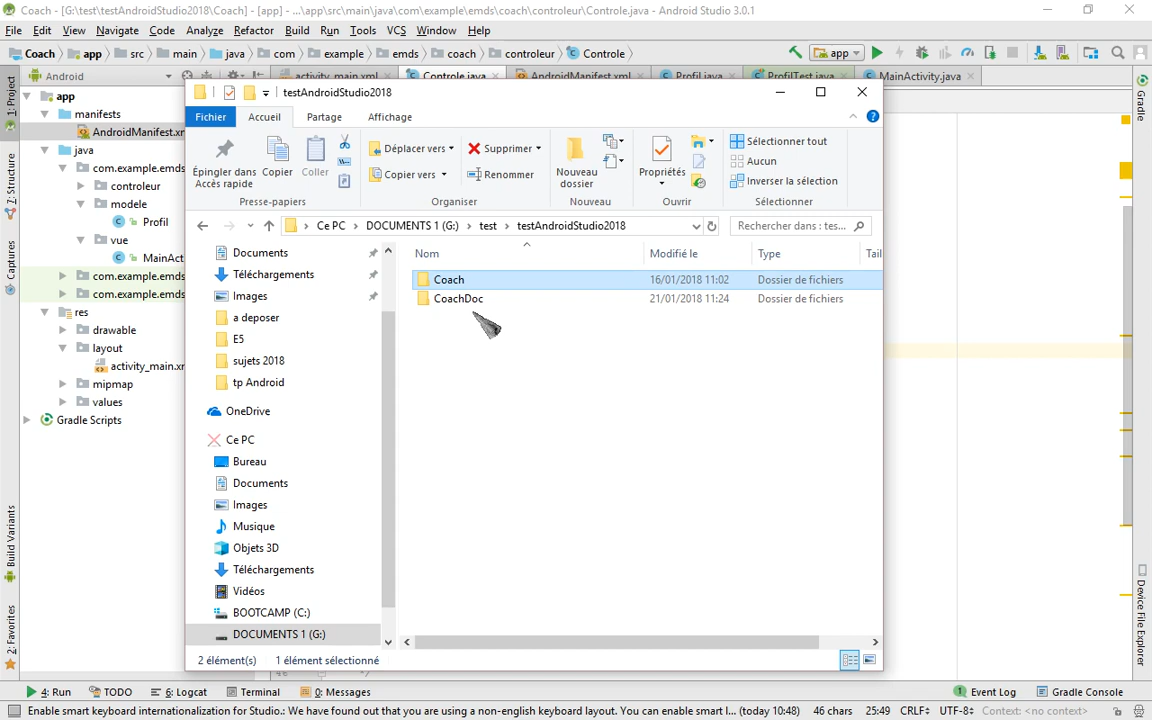 Coach - [G:\test\testAndroidStudio2018\Coach] - [app] - ...\app\src\main\java\com\example\emds\coach\controleur\Controle.java - Android Studio 3.0.1
File Edit View Navigate Code Analyze Refactor Build Run Tools VCS Window Help
Coach app src main java com example emds coach controleur Controle app
Android activity_main.xml Controle.java AndroidManifest.xml Profil.java ProfilTest.java MainActivity.java
1: Project
Z: Structure
Captures
Build Variants
2: Favorites
Gradle
Device File Explorer
app
manifests
AndroidManifest.xr
java
com.example.emds
controleur
modele
Profil
vue
MainAct
com.example.emds
com.example.emds
res
drawable
layout
activity_main.xr
mipmap
values
Gradle Scripts
testAndroidStudio2018
Fichier Accueil Partage Affichage
Épingler dans Accès rapide
Copier
Coller
Presse-papiers
Déplacer vers
Copier vers
Supprimer
Renommer
Organiser
Nouveau dossier
Nouveau
Propriétés
Ouvrir
Sélectionner tout
Aucun
Inverser la sélection
Sélectionner
Ce PC DOCUMENTS 1 (G:) test testAndroidStudio2018 Rechercher dans : tes...
Documents
Téléchargements
Images
a deposer
E5
sujets 2018
tp Android
OneDrive
Ce PC
Bureau
Documents
Images
Musique
Objets 3D
Téléchargements
Vidéos
BOOTCAMP (C:)
DOCUMENTS 1 (G:)
Nom Modifié le Type Tail
Coach 16/01/2018 11:02 Dossier de fichiers
CoachDoc 21/01/2018 11:24 Dossier de fichiers
2 élément(s) 1 élément sélectionné
4: Run TODO 6: Logcat Terminal 0: Messages 1 Event Log Gradle Console
Enable smart keyboard internationalization for Studio.: We have found out that you are using a non-english keyboard layout. You can enable smart l... (today 10:48) 46 chars 25:49 CRLF UTF-8 Context: <no context>